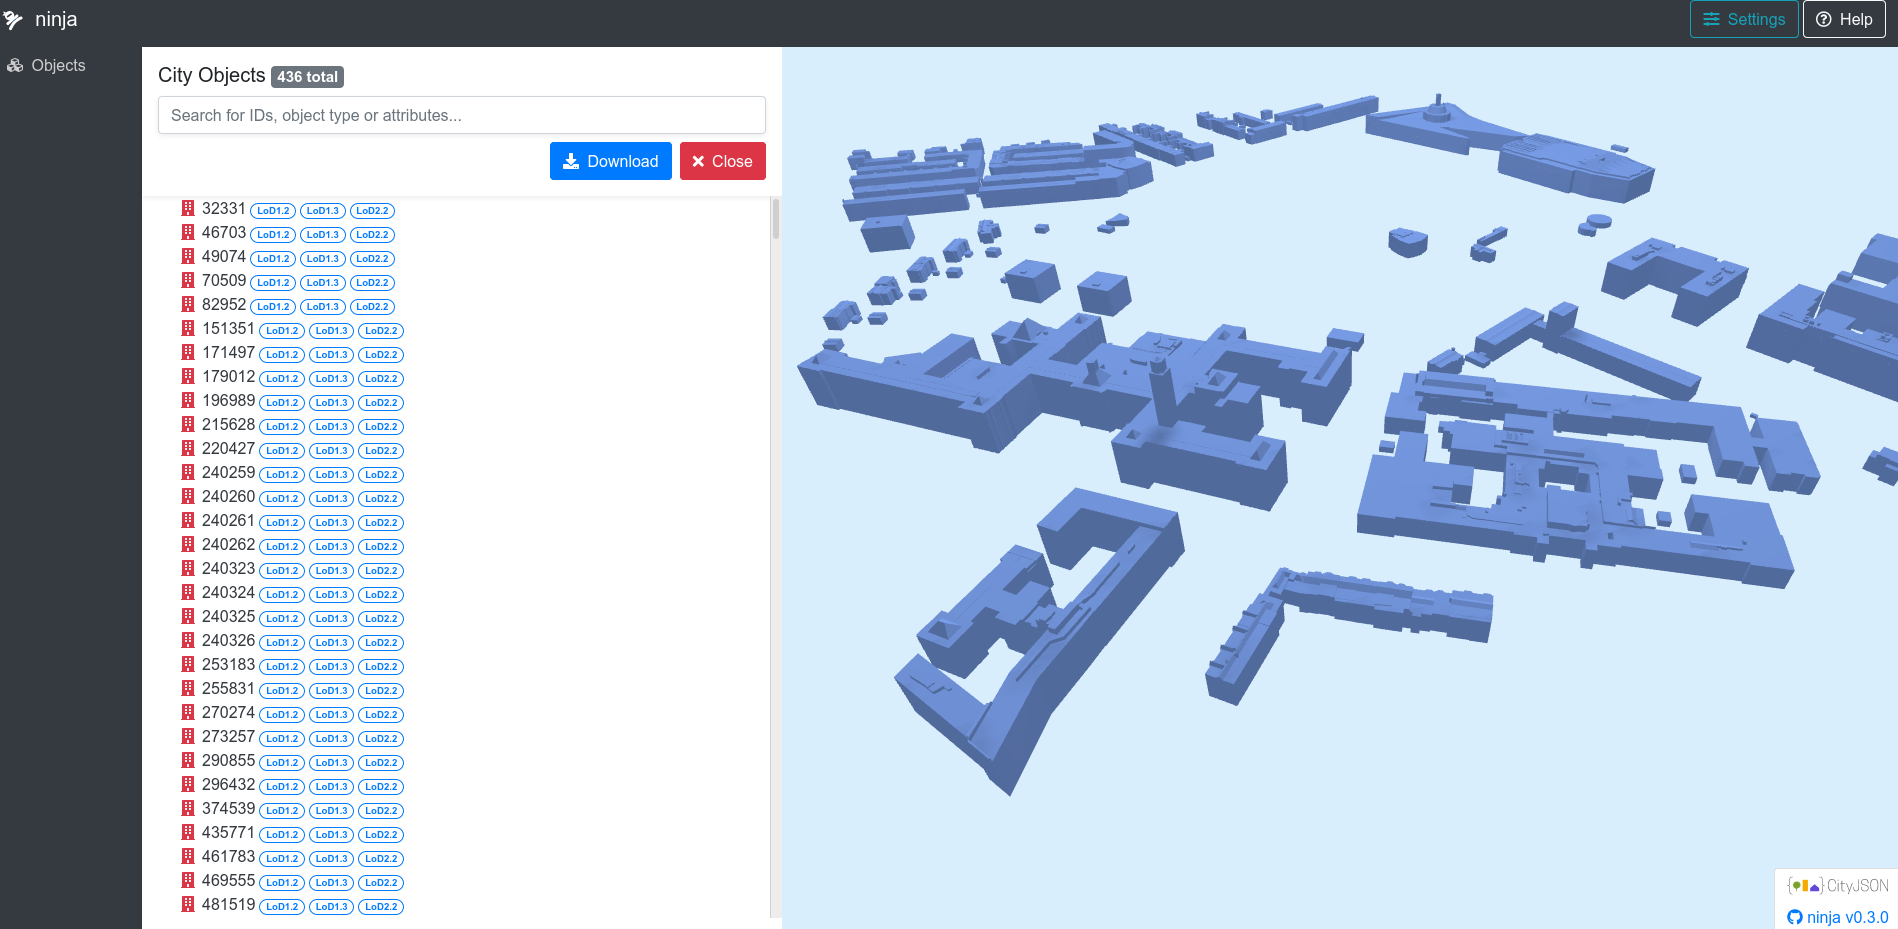 ninja
Settings
Help
Objects
City Objects 436 total
Search for IDs, object type or attributes...
Download
Close
32331 LoD1.2 LoD1.3 LoD2.2
46703 LoD1.2 LoD1.3 LoD2.2
49074 LoD1.2 LoD1.3 LoD2.2
70509 LoD1.2 LoD1.3 LoD2.2
82952 LoD1.2 LoD1.3 LoD2.2
151351 LoD1.2 LoD1.3 LoD2.2
171497 LoD1.2 LoD1.3 LoD2.2
179012 LoD1.2 LoD1.3 LoD2.2
196989 LoD1.2 LoD1.3 LoD2.2
215628 LoD1.2 LoD1.3 LoD2.2
220427 LoD1.2 LoD1.3 LoD2.2
240259 LoD1.2 LoD1.3 LoD2.2
240260 LoD1.2 LoD1.3 LoD2.2
240261 LoD1.2 LoD1.3 LoD2.2
240262 LoD1.2 LoD1.3 LoD2.2
240323 LoD1.2 LoD1.3 LoD2.2
240324 LoD1.2 LoD1.3 LoD2.2
240325 LoD1.2 LoD1.3 LoD2.2
240326 LoD1.2 LoD1.3 LoD2.2
253183 LoD1.2 LoD1.3 LoD2.2
255831 LoD1.2 LoD1.3 LoD2.2
270274 LoD1.2 LoD1.3 LoD2.2
273257 LoD1.2 LoD1.3 LoD2.2
290855 LoD1.2 LoD1.3 LoD2.2
296432 LoD1.2 LoD1.3 LoD2.2
374539 LoD1.2 LoD1.3 LoD2.2
435771 LoD1.2 LoD1.3 LoD2.2
461783 LoD1.2 LoD1.3 LoD2.2
469555 LoD1.2 LoD1.3 LoD2.2
481519 LoD1.2 LoD1.3 LoD2.2
CityJSON
ninja v0.3.0